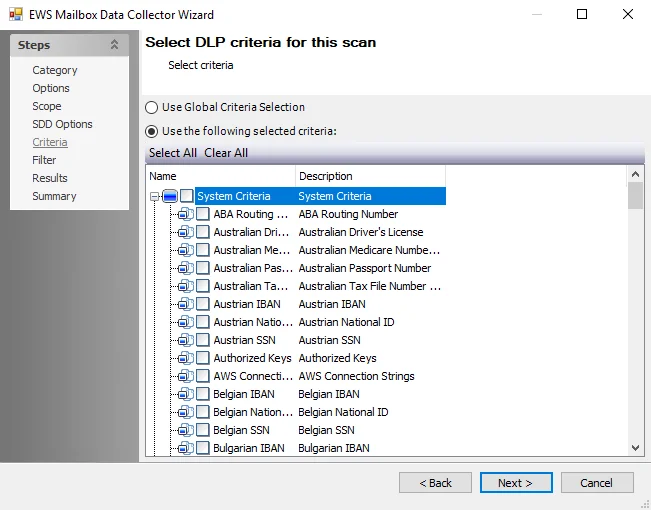 EWS Mailbox Data Collector Wizard
Steps
Category
Options
Scope
SDD Options
Criteria
Filter
Results
Summary
Select DLP criteria for this scan
Select criteria
Use Global Criteria Selection
Use the following selected criteria:
Select All Clear All
Name Description
System Criteria System Criteria
ABA Routing ... ABA Routing Number
Australian Dri... Australian Driver's License
Australian Me... Australian Medicare Numbe...
Australian Pas... Australian Passport Number
Australian Ta... Australian Tax File Number ...
Austrian IBAN Austrian IBAN
Austrian Natio... Austrian National ID
Austrian SSN Austrian SSN
Authorized Keys Authorized Keys
AWS Connecti... AWS Connection Strings
Belgian IBAN Belgian IBAN
Belgian Nation... Belgian National ID
Belgian SSN Belgian SSN
Bulgarian IBAN Bulgarian IBAN
< Back Next > Cancel